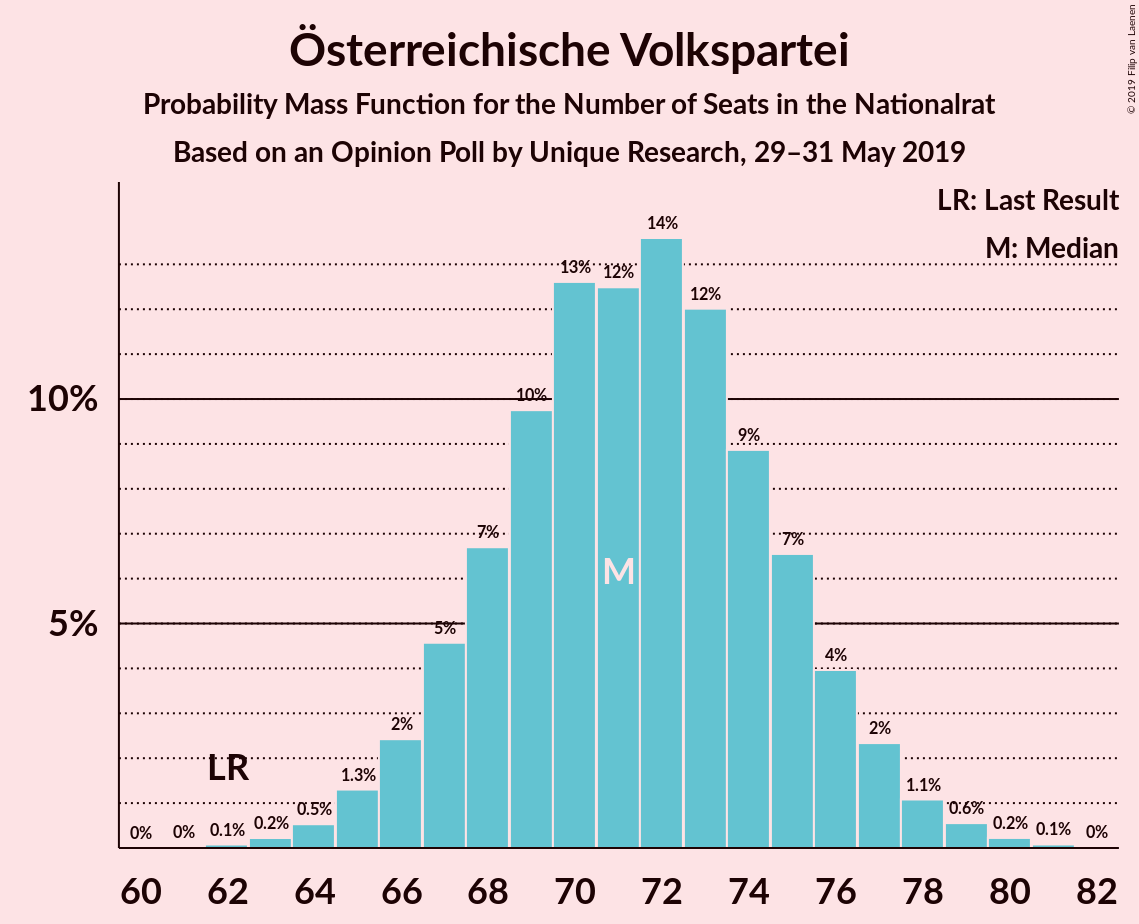 Österreichische Volkspartei
Probability Mass Function for the Number of Seats in the Nationalrat
Based on an Opinion Poll by Unique Research, 29–31 May 2019
© 2019 Filip van Laenen
LR: Last Result
M: Median
10%
5%
0%
0%
0.1%
0.2%
0.5%
1.3%
2%
5%
7%
10%
13%
12%
14%
12%
9%
7%
4%
2%
1.1%
0.6%
0.2%
0.1%
0%
LR
M
60 62 64 66 68 70 72 74 76 78 80 82